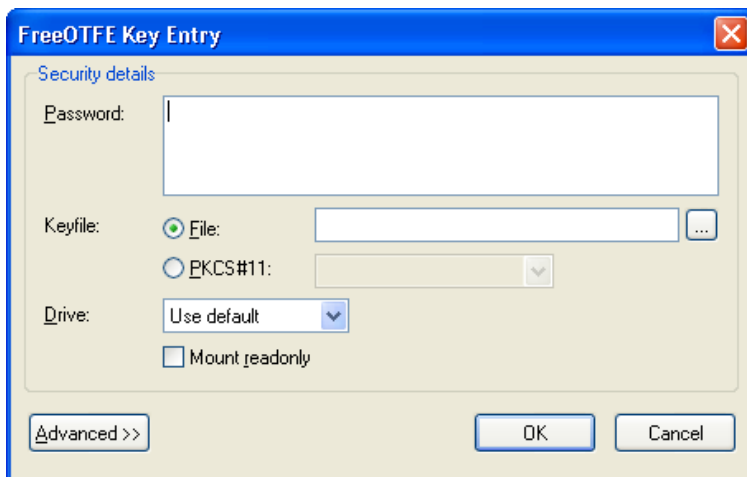 FreeOTFE Key Entry
Security details
Password:
Keyfile:
File:
...
PKCS#11:
Drive:
Use default
Mount readonly
Advanced >>
OK
Cancel